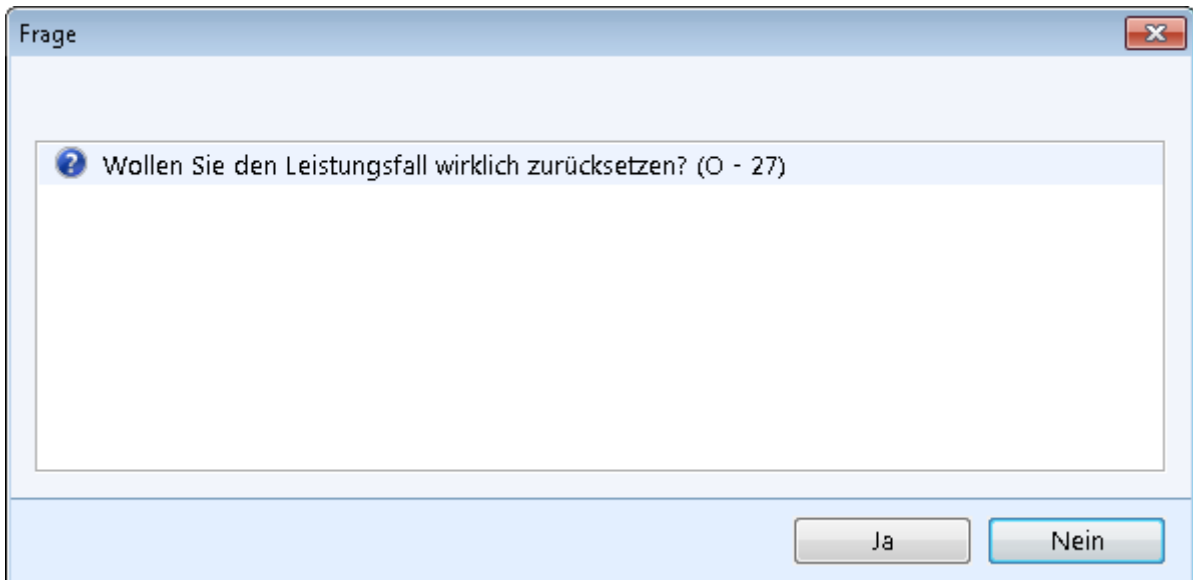 Frage
Wollen Sie den Leistungsfall wirklich zurücksetzen? (O - 27)
Ja
Nein